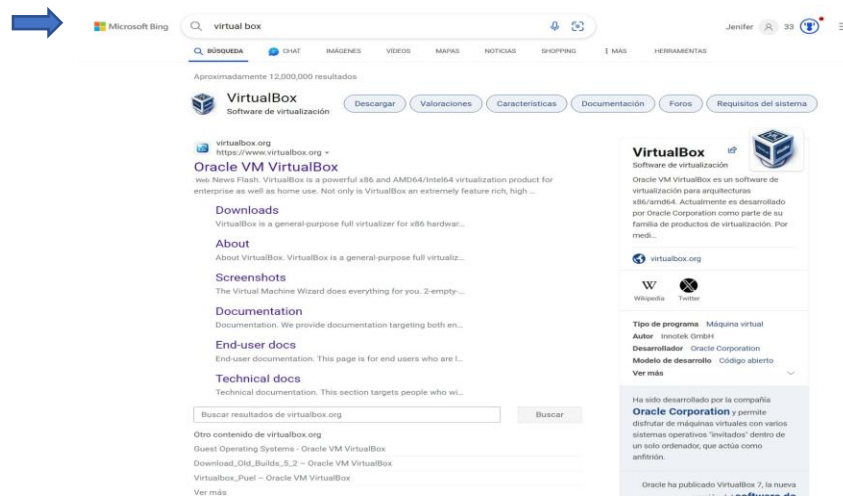 Microsoft Bing
virtual box
Jenifer 33
BÚSQUEDA CHAT IMÁGENES VÍDEOS MAPAS NOTICIAS SHOPPING MÁS HERRAMIENTAS
Aproximadamente 12,000,000 resultados
VirtualBox
Software de virtualización
Descargar Valoraciones Características Documentación Foros Requisitos del sistema
virtualbox.org
https://www.virtualbox.org
Oracle VM VirtualBox
Web News Flash. VirtualBox is a powerful x86 and AMD64/Intel64 virtualization product for
enterprise as well as home use. Not only is VirtualBox an extremely feature rich, high ...
Downloads
VirtualBox is a general-purpose full virtualizer for x86 hardwar...
About
About VirtualBox. VirtualBox is a general-purpose full virtualiz...
Screenshots
The Virtual Machine Wizard does everything for you. 2-empty-...
Documentation
Documentation. We provide documentation targeting both en...
End-user docs
End-user documentation. This page is for end users who are l...
Technical docs
Technical documentation. This section targets people who wi...
Buscar resultados de virtualbox.org Buscar
Otro contenido de virtualbox.org
Guest Operating Systems - Oracle VM VirtualBox
Download_Old_Builds_5_2 – Oracle VM VirtualBox
Virtualbox_Puel – Oracle VM VirtualBox
Ver más
VirtualBox
Software de virtualización
Oracle VM VirtualBox es un software de
virtualización para arquitecturas
x86/amd64. Actualmente es desarrollado
por Oracle Corporation como parte de su
familia de productos de virtualización. Por
medi...
virtualbox.org
W
Wikipedia Twitter
Tipo de programa Máquina virtual
Autor Innotek GmbH
Desarrollador Oracle Corporation
Modelo de desarrollo Código abierto
Ver más
Ha sido desarrollado por la compañía
Oracle Corporation y permite
disfrutar de máquinas virtuales con varios
sistemas operativos "invitados" dentro de
un solo ordenador, que actúa como
anfitrión.
Oracle ha publicado VirtualBox 7, la nueva
software de